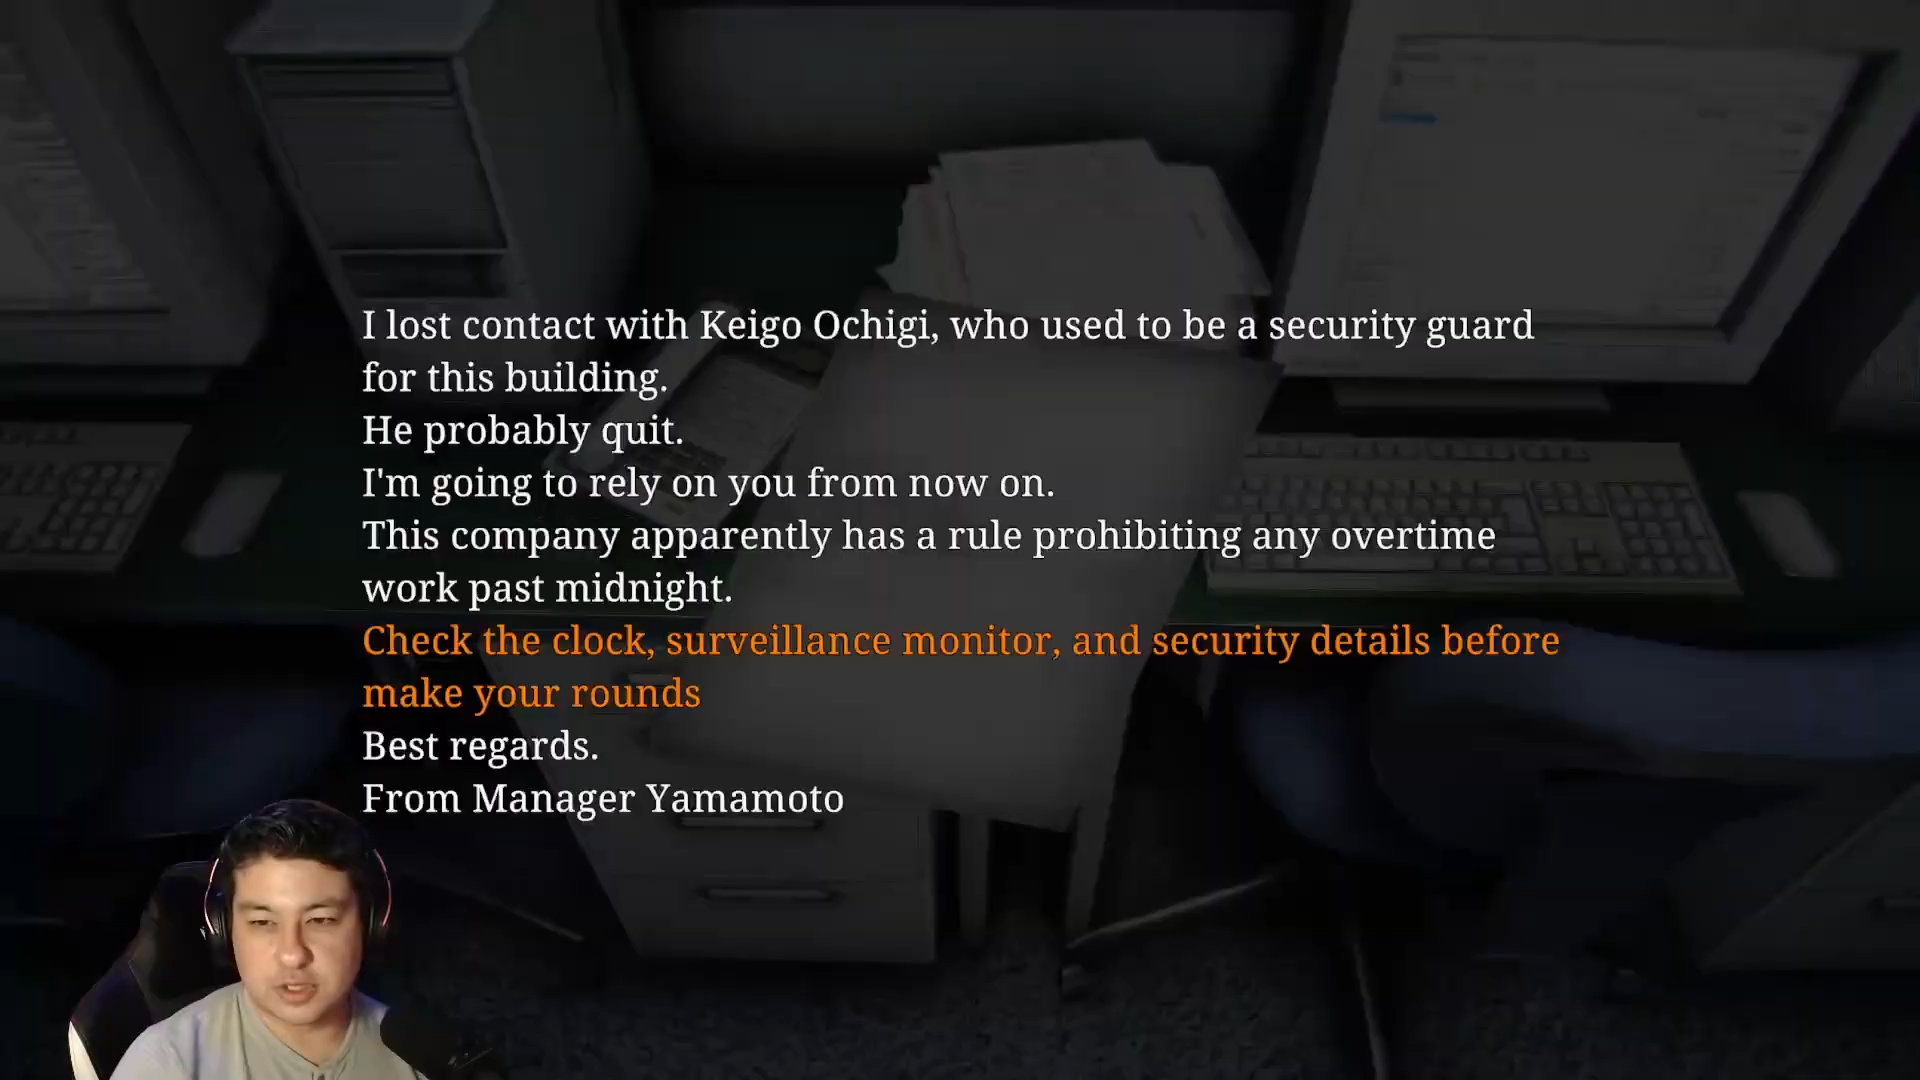 I lost contact with Keigo Ochigi, who used to be a security guard
for this building.
He probably quit.
I'm going to rely on you from now on.
This company apparently has a rule prohibiting any overtime
work past midnight.
Check the clock, surveillance monitor, and security details before
make your rounds
Best regards.
From Manager Yamamoto